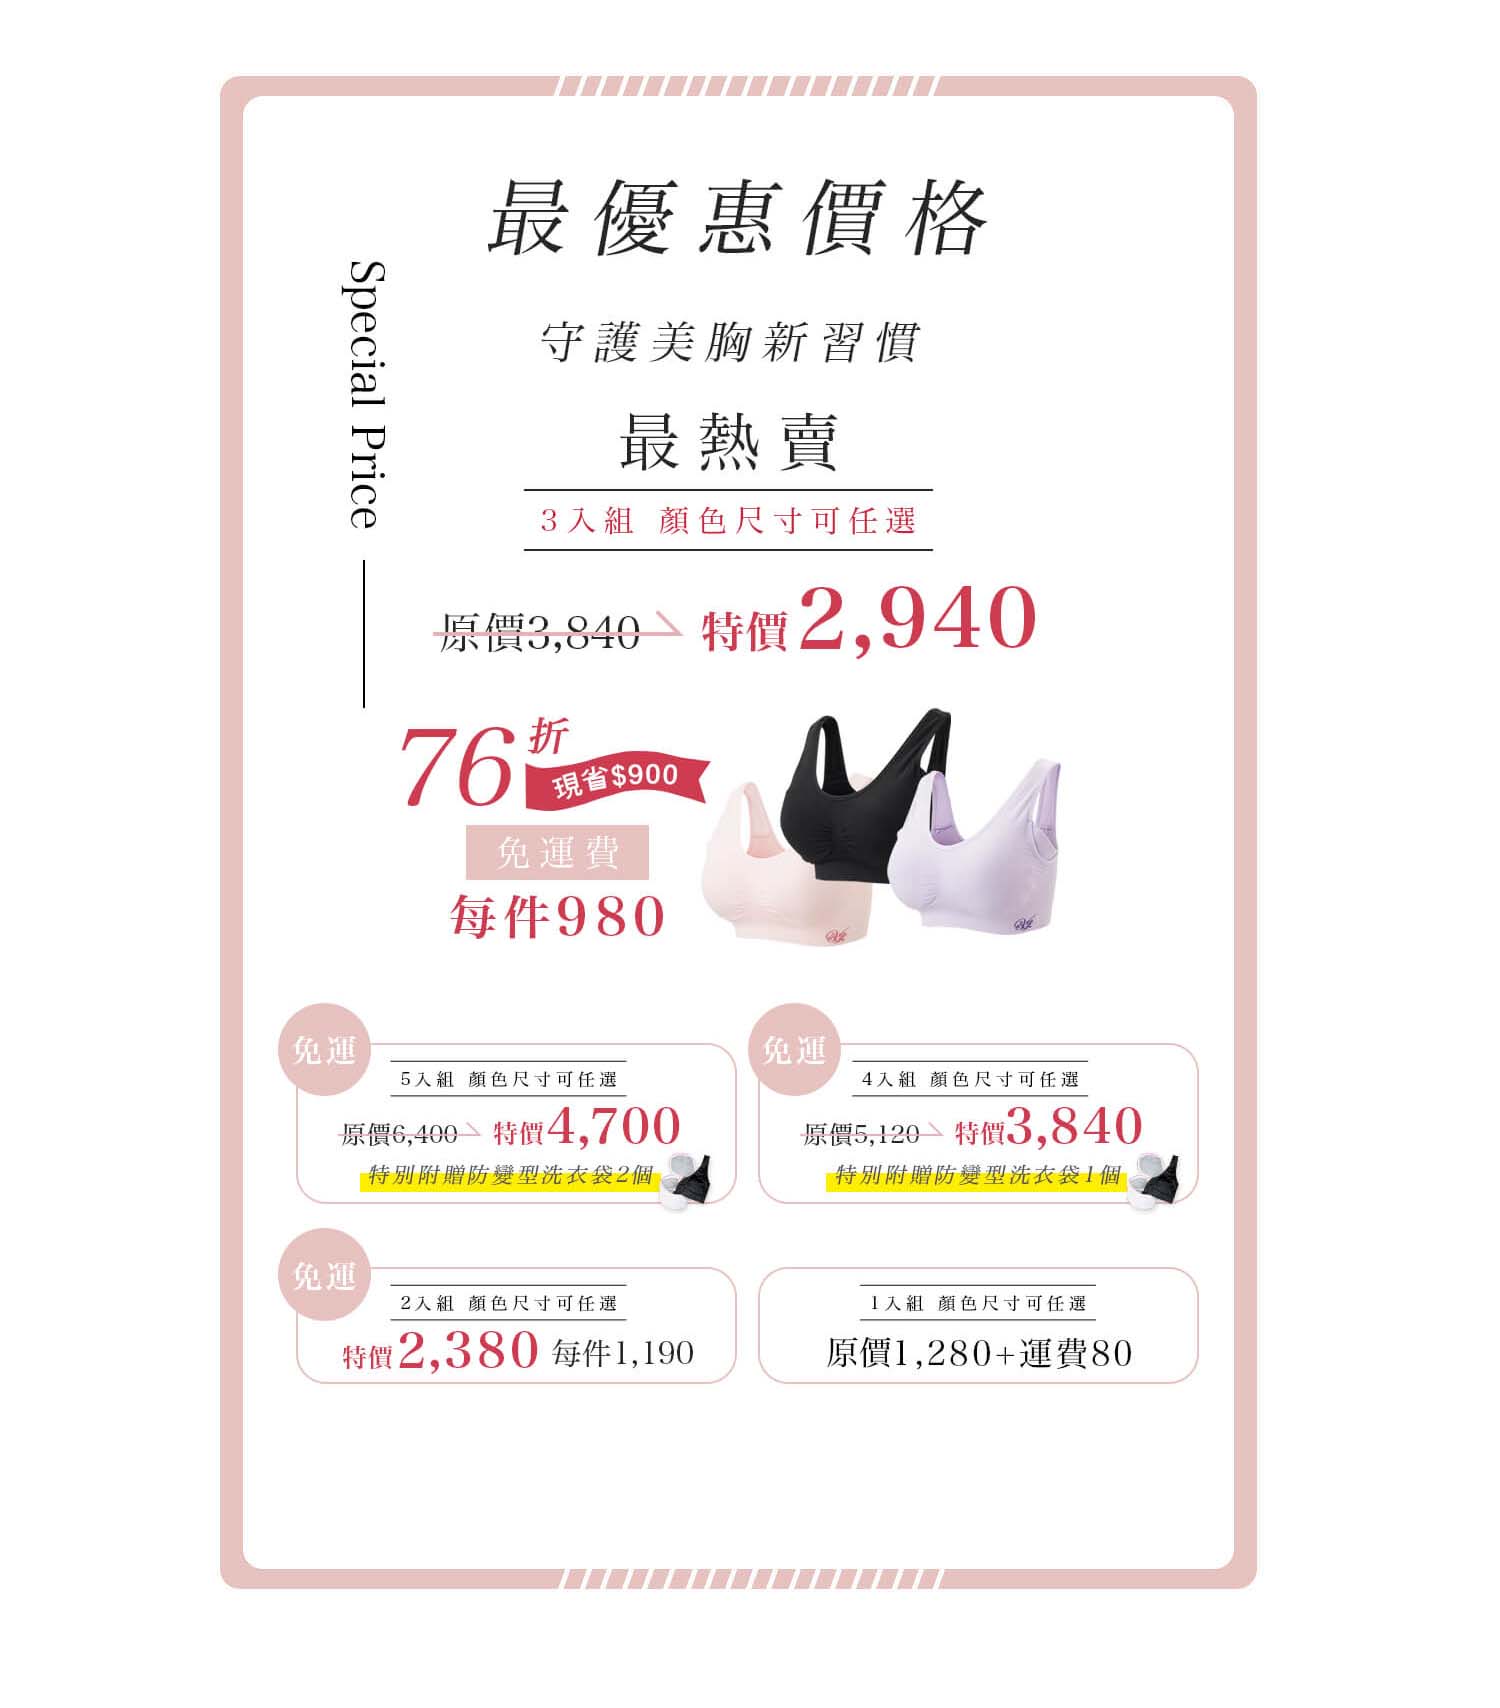 最優惠價格
Special Price
守護美胸新習慣
最熱賣
3入組 顏色尺寸可任選
原價3,840 特價2,940
76折
現省$900
免運費
每件980
免運
5入組 顏色尺寸可任選
原價6,400 特價4,700
特別附贈防變型洗衣袋2個
免運
4入組 顏色尺寸可任選
原價5,120 特價3,840
特別附贈防變型洗衣袋1個
免運
2入組 顏色尺寸可任選
特價2,380 每件1,190
1入組 顏色尺寸可任選
原價1,280+運費80